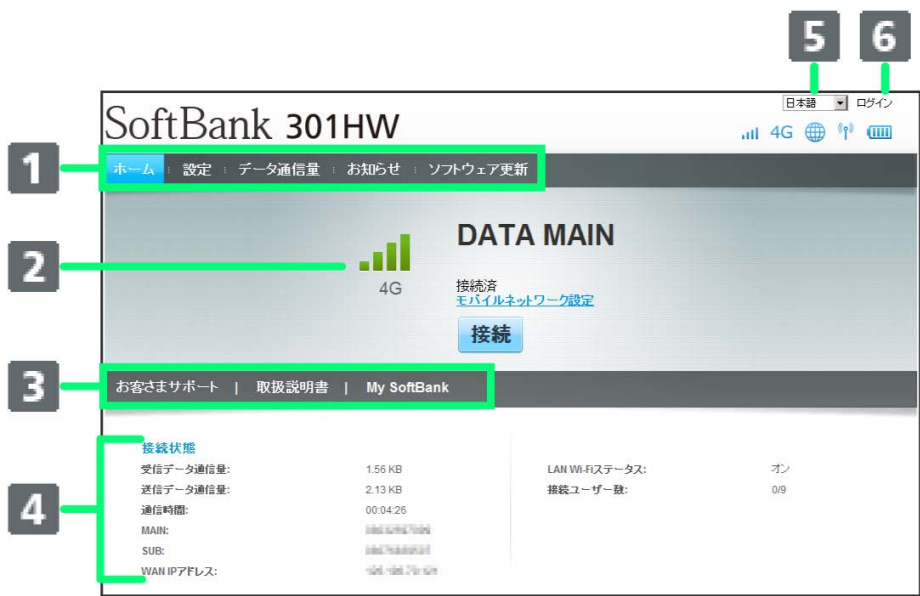 5 6
日本語 ログイン
SoftBank 301HW
4G
1
ホーム 設定 データ通信量 お知らせ ソフトウェア更新
DATA MAIN
2
4G
接続済
モバイルネットワーク設定
接続
3
お客さまサポート | 取扱説明書 | My SoftBank
4
接続状態
受信データ通信量: 1.56 KB LAN Wi-Fiステータス: オン
送信データ通信量: 2.13 KB 接続ユーザー数: 0/9
通信時間: 00:04:26
MAIN:
SUB:
WAN IPアドレス: